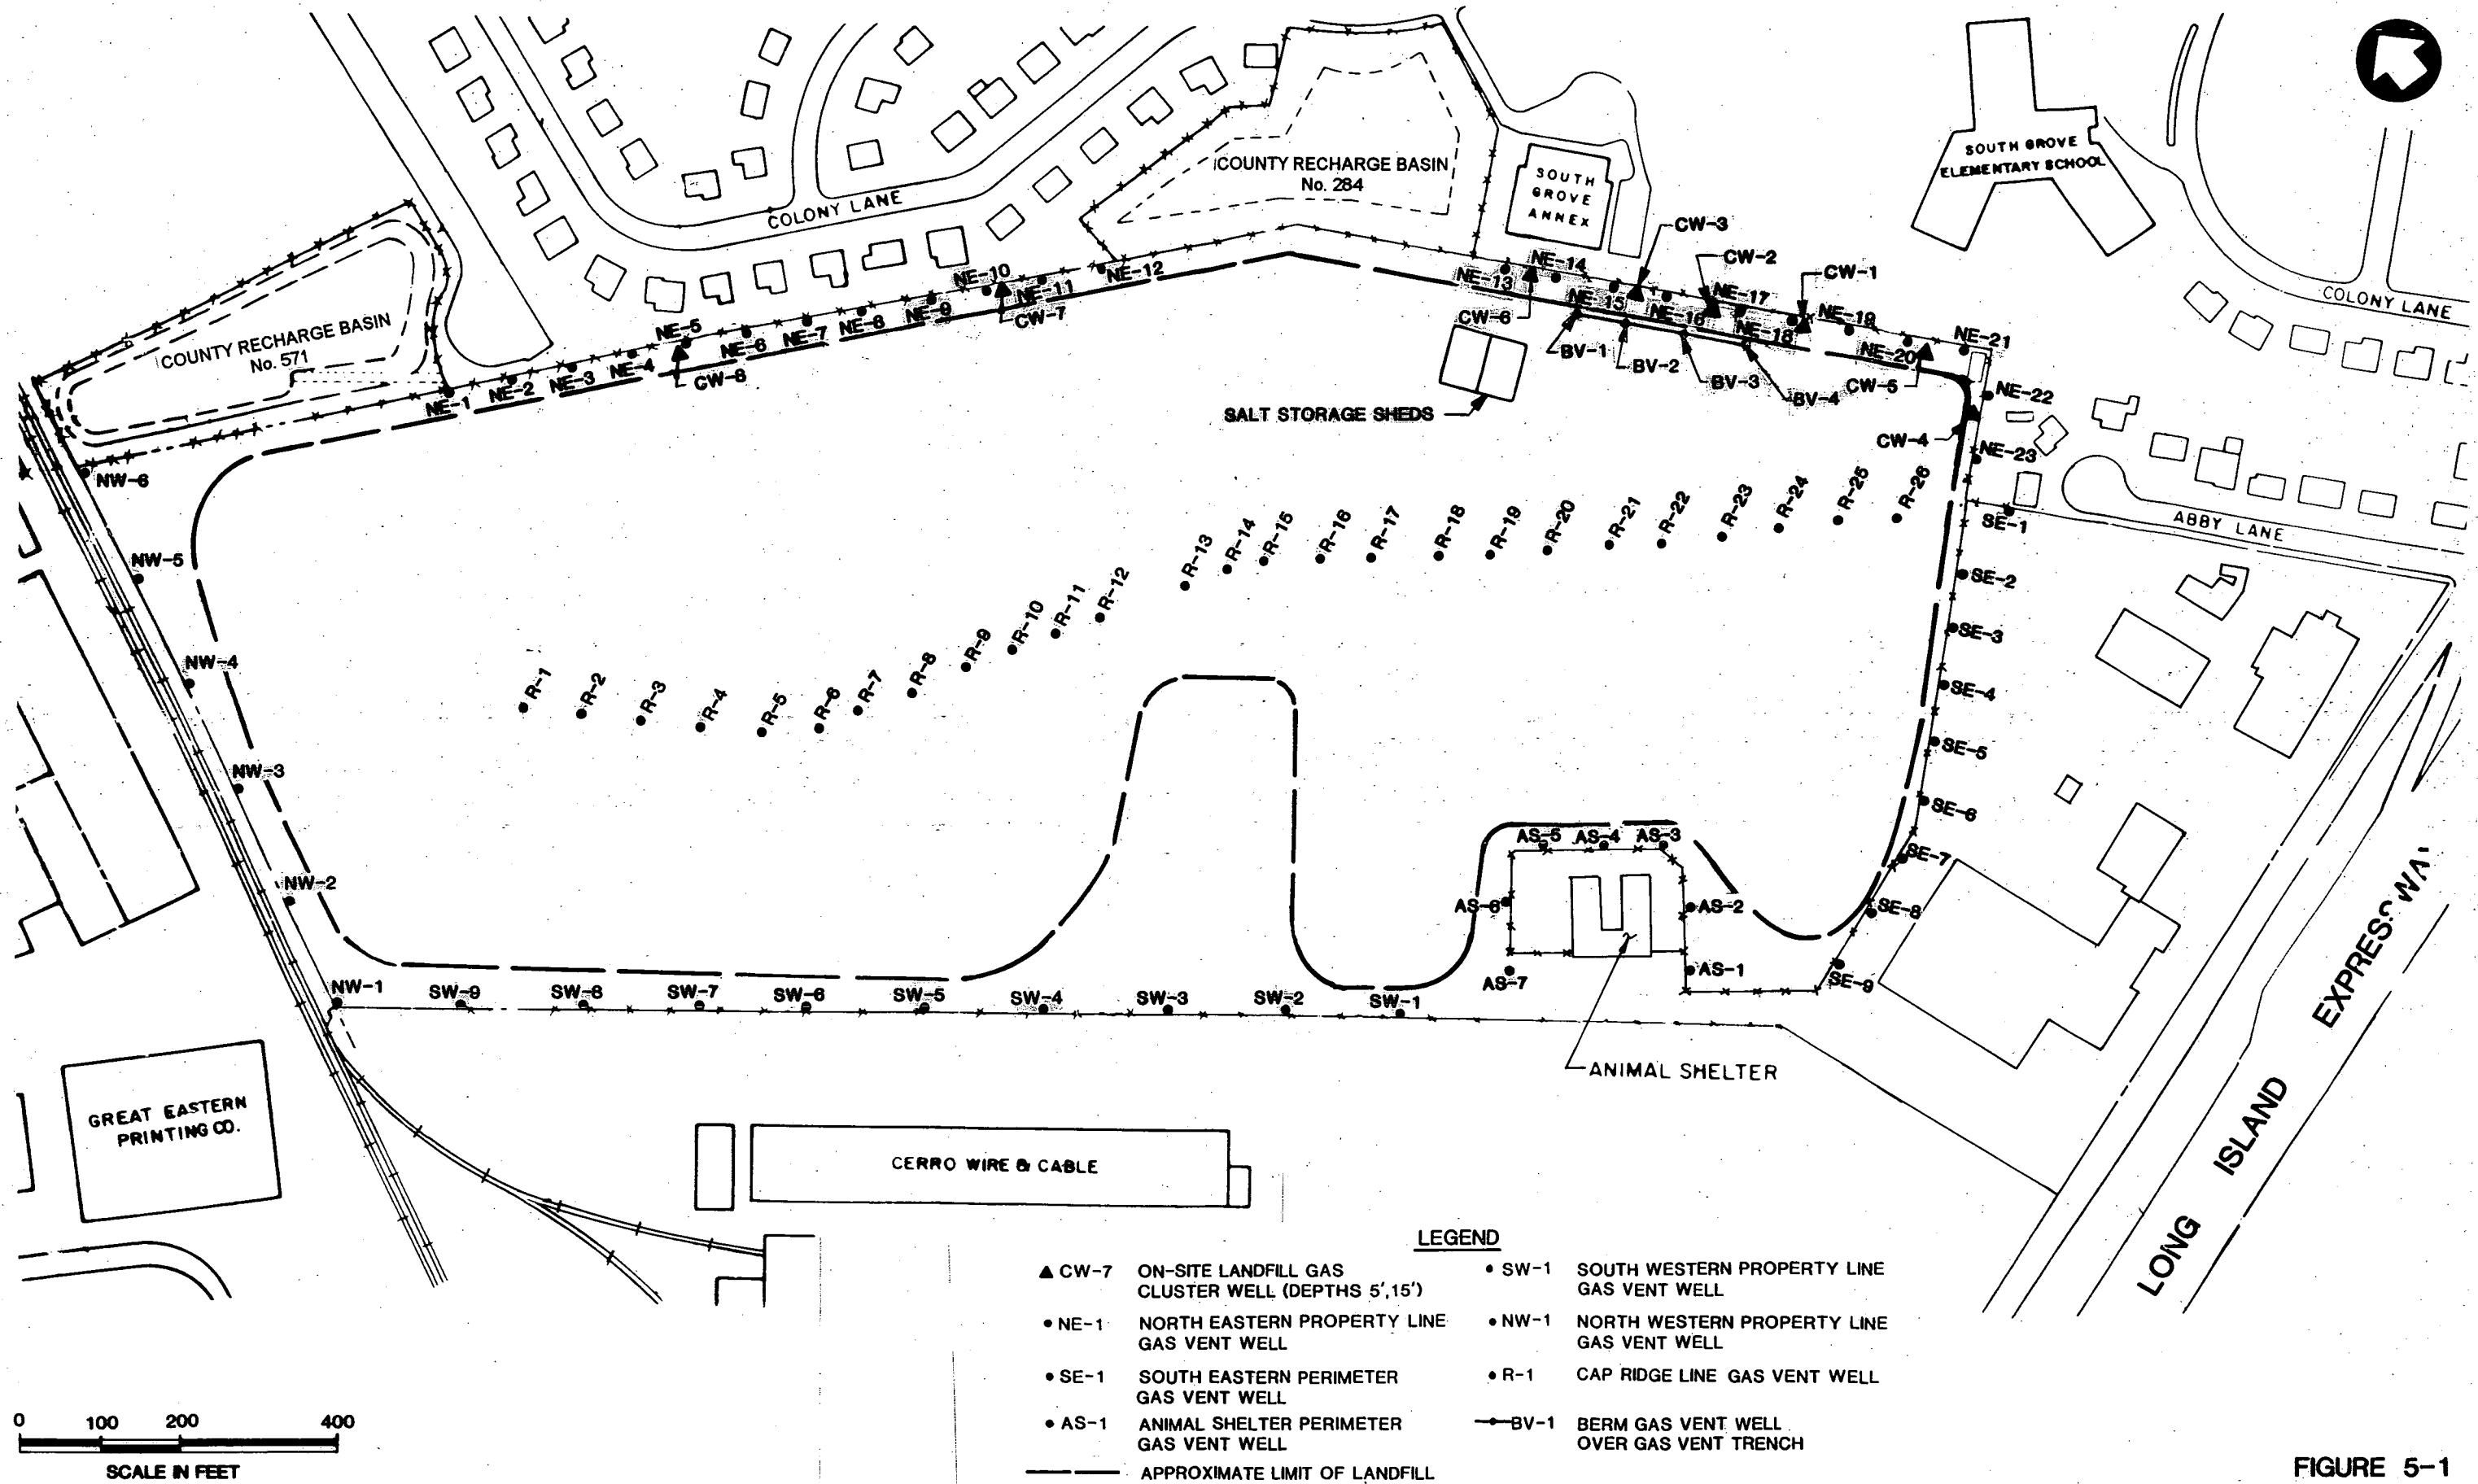 SOUTH GROVE
ELEMENTARY SCHOOL
COUNTY RECHARGE BASIN
No. 284
SOUTH
GROVE
ANNEX
COLONY LANE
CW-3
CW-2
CW-1
COLONY LANE
COUNTY RECHARGE BASIN
No. 571
NE-1
NE-2
NE-3
NE-4
NE-5
NE-6
NE-7
NE-8
NE-9
NE-10
NE-11
NE-12
NE-13
NE-14
NE-15
NE-16
NE-17
NE-18
NE-19
NE-20
NE-21
NE-22
NE-23
CW-8
CW-7
CW-6
CW-5
CW-4
BV-1
BV-2
BV-3
BV-4
SALT STORAGE SHEDS
ABBY LANE
NW-6
NW-5
NW-4
NW-3
NW-2
NW-1
R-1
R-2
R-3
R-4
R-5
R-6
R-7
R-8
R-9
R-10
R-11
R-12
R-13
R-14
R-15
R-16
R-17
R-18
R-19
R-20
R-21
R-22
R-23
R-24
R-25
R-26
SE-1
SE-2
SE-3
SE-4
SE-5
SE-6
SE-7
SE-8
SE-9
AS-5
AS-4
AS-3
AS-6
AS-2
AS-7
AS-1
SW-9
SW-8
SW-7
SW-6
SW-5
SW-4
SW-3
SW-2
SW-1
ANIMAL SHELTER
GREAT EASTERN
PRINTING CO.
CERRO WIRE & CABLE
LONG ISLAND
LEGEND
CW-7 ON-SITE LANDFILL GAS
CLUSTER WELL (DEPTHS 5',15')
NE-1 NORTH EASTERN PROPERTY LINE
GAS VENT WELL
SE-1 SOUTH EASTERN PERIMETER
GAS VENT WELL
AS-1 ANIMAL SHELTER PERIMETER
GAS VENT WELL
APPROXIMATE LIMIT OF LANDFILL
SW-1 SOUTH WESTERN PROPERTY LINE
GAS VENT WELL
NW-1 NORTH WESTERN PROPERTY LINE
GAS VENT WELL
R-1 CAP RIDGE LINE GAS VENT WELL
BV-1 BERM GAS VENT WELL
OVER GAS VENT TRENCH
0 100 200 400
SCALE IN FEET
FIGURE 5-1